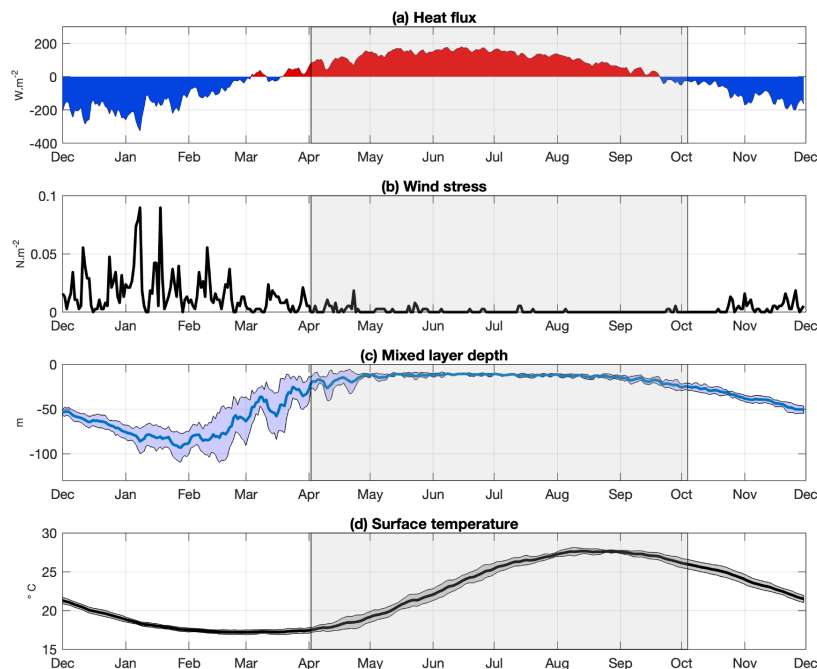 (a) Heat flux
W.m-2
200
0
-200
-400
Dec Jan Feb Mar Apr May Jun Jul Aug Sep Oct Nov Dec
(b) Wind stress
N.m-2
0.1
0.05
0
Dec Jan Feb Mar Apr May Jun Jul Aug Sep Oct Nov Dec
(c) Mixed layer depth
m
0
-50
-100
Dec Jan Feb Mar Apr May Jun Jul Aug Sep Oct Nov Dec
(d) Surface temperature
° C
30
25
20
15
Dec Jan Feb Mar Apr May Jun Jul Aug Sep Oct Nov Dec